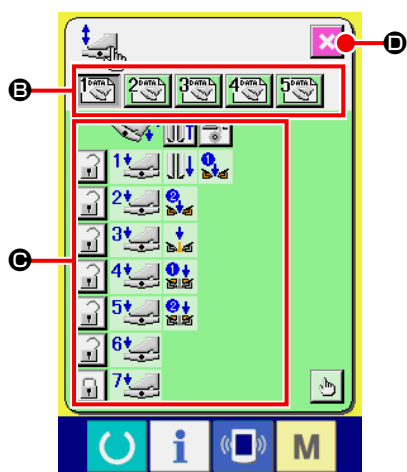 D
B
1 DATA 2 DATA 3 DATA 4 DATA 5 DATA
1 1
2 2
C
3
4 1
5 2
6
7
i M